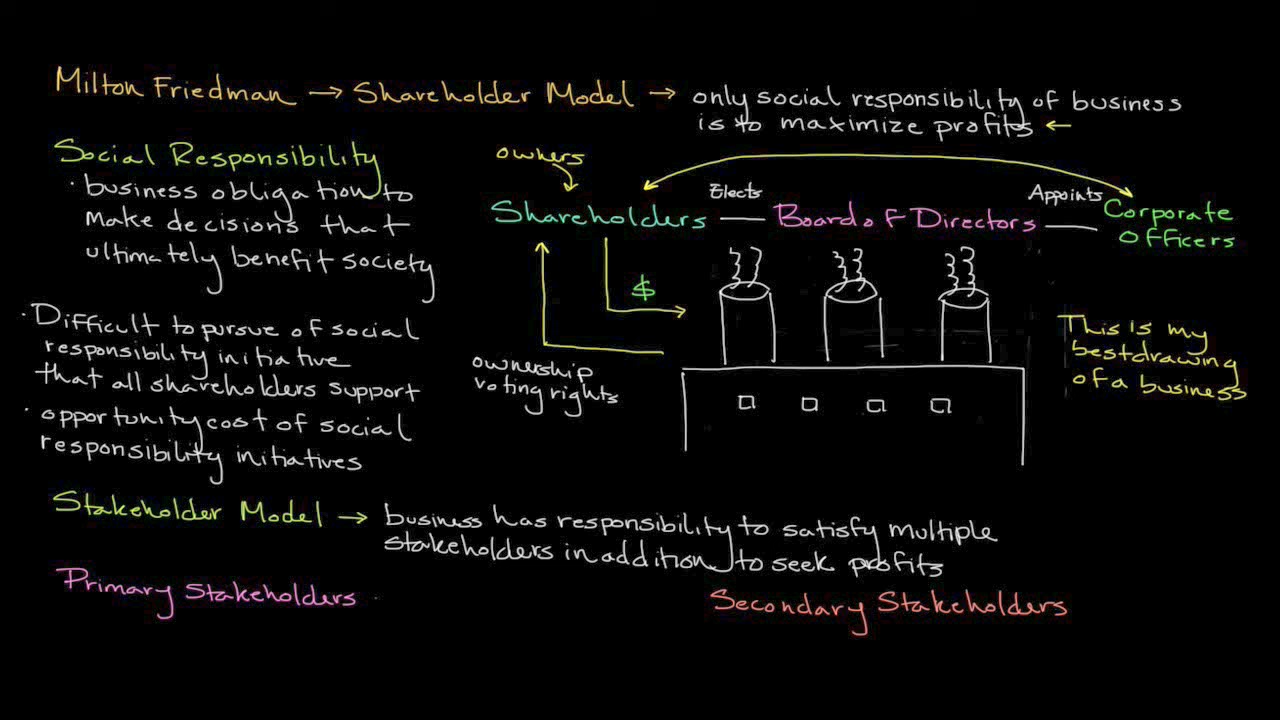 Milton Friedman → Shareholder Model → only social responsibility of business
is to maximize profits ←
Social Responsibility
· business obligation to
make decisions that
ultimately benefit society
· Difficult to pursue of social
responsibility initiative
that all shareholders support
· opportunity cost of social
responsibility initiatives
owners
Shareholders — Elects — Board of Directors — Appoints — Corporate
Officers
$
ownership
voting rights
This is my
best drawing
of a business
Stakeholder Model → business has responsibility to satisfy multiple
stakeholders in addition to seek profits
Primary Stakeholders
Secondary Stakeholders